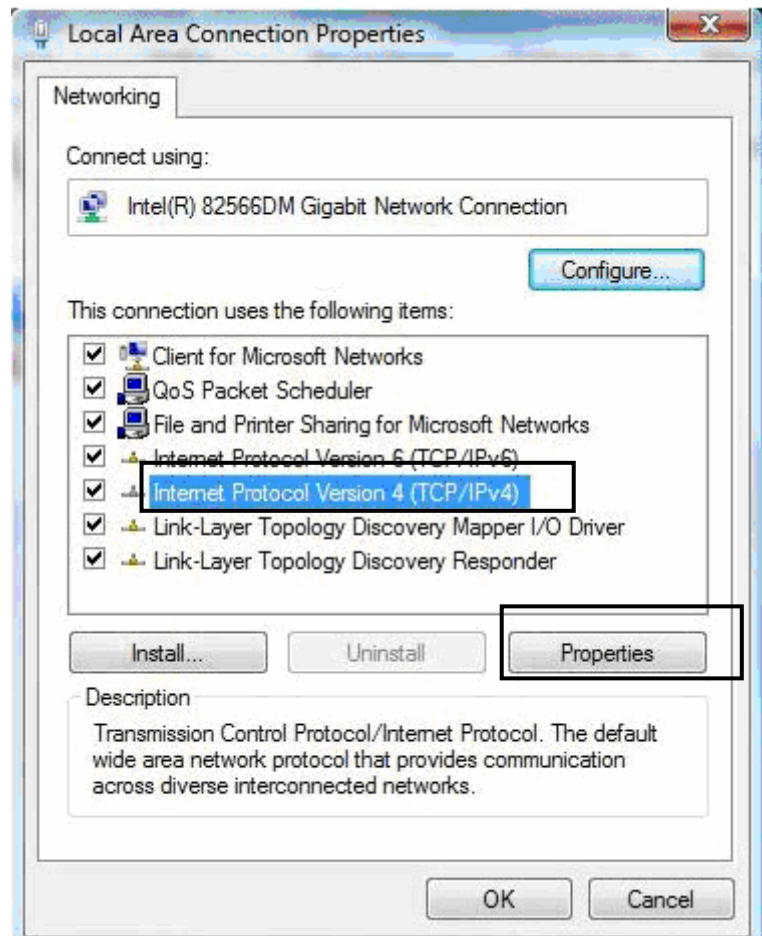 Local Area Connection Properties
Networking
Connect using:
Intel(R) 82566DM Gigabit Network Connection
Configure...
This connection uses the following items:
Client for Microsoft Networks
QoS Packet Scheduler
File and Printer Sharing for Microsoft Networks
Internet Protocol Version 6 (TCP/IPv6)
Internet Protocol Version 4 (TCP/IPv4)
Link-Layer Topology Discovery Mapper I/O Driver
Link-Layer Topology Discovery Responder
Install...
Uninstall
Properties
Description
Transmission Control Protocol/Internet Protocol. The default
wide area network protocol that provides communication
across diverse interconnected networks.
OK
Cancel